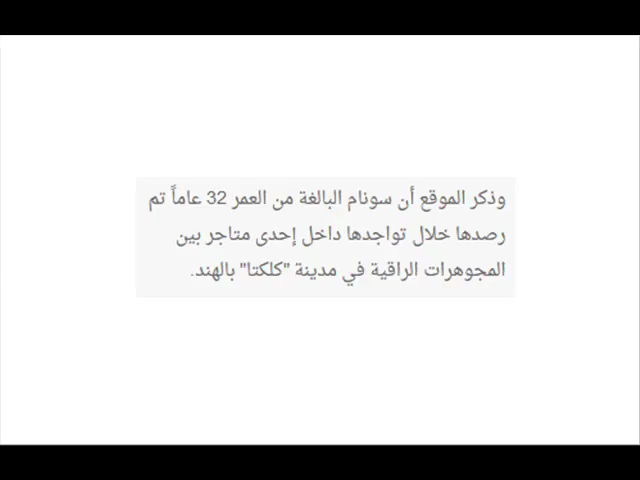 وذكر الموقع أن سونام البالغة من العمر 32 عاماً تم
رصدها خلال تواجدها داخل إحدى متاجر بين
المجوهرات الراقية في مدينة "كلكتا" بالهند.